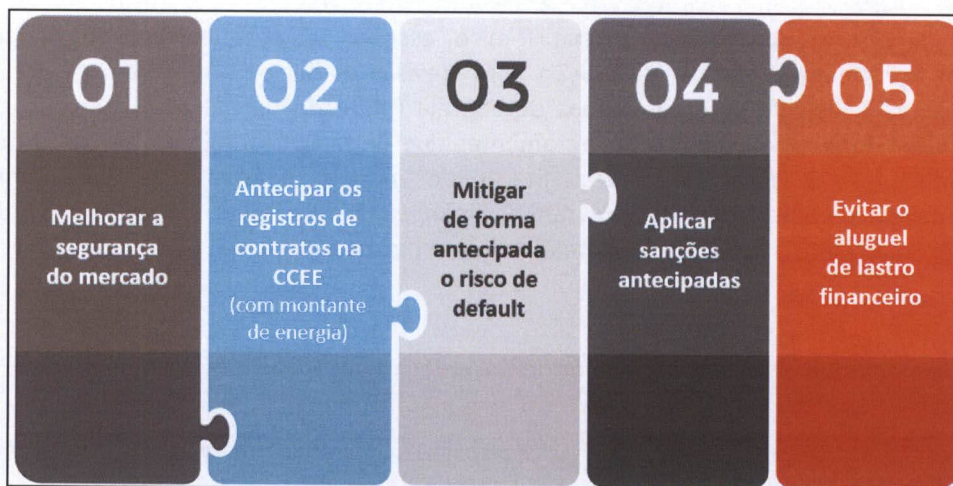 01
Melhorar a
segurança
do mercado
02
Antecipar os
registros de
contratos na
CCEE
(com montante
de energia)
03
Mitigar
de forma
antecipada
o risco de
default
04
Aplicar
sanções
antecipadas
05
Evitar o
aluguel
de lastro
financeiro